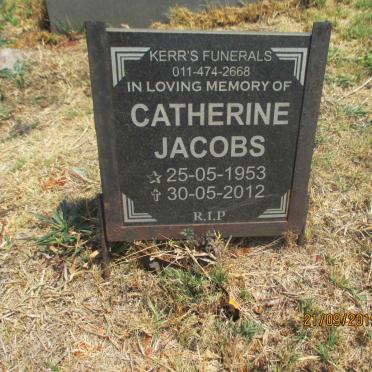 KERR'S FUNERALS
011-474-2668
IN LOVING MEMORY OF
CATHERINE
JACOBS
25-05-1953
30-05-2012
R.I.P